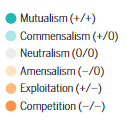 Mutualism (+/+)
Commensalism (+/0)
Neutralism (0/0)
Amensalism (−/0)
Exploitation (+/−)
Competition (−/−)